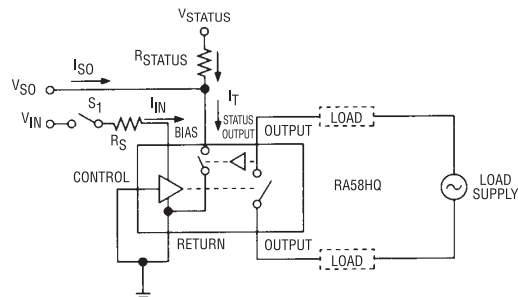 VSTATUS
RSTATUS
ISO
VSO
IT
S1
IIN
VIN
RS
BIAS
STATUS
OUTPUT
OUTPUT
LOAD
CONTROL
RA58HQ
LOAD
SUPPLY
RETURN
OUTPUT
LOAD